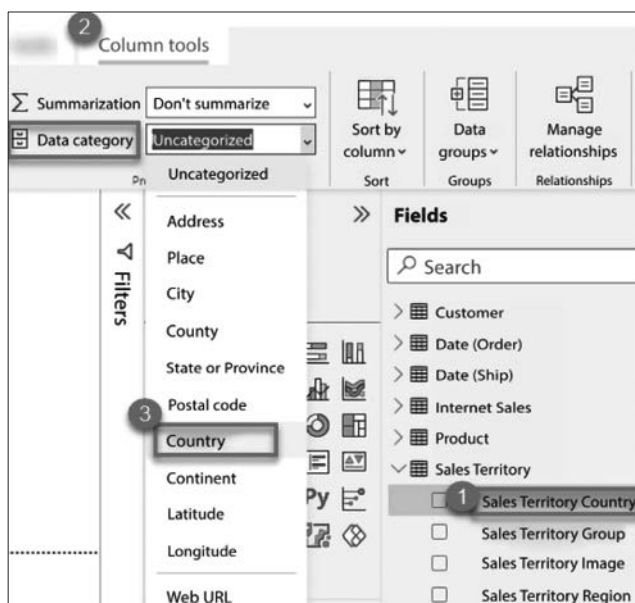 2
Column tools
Summarization
Don't summarize
Data category
Uncategorized
Sort by
column
Data
groups
Manage
relationships
Pr
Sort
Groups
Relationships
Uncategorized
Address
Place
City
County
State or Province
Postal code
3
Country
Continent
Latitude
Longitude
Web URL
Filters
Py
Fields
Search
Customer
Date (Order)
Date (Ship)
Internet Sales
Product
Sales Territory
1
Sales Territory Country
Sales Territory Group
Sales Territory Image
Sales Territory Region